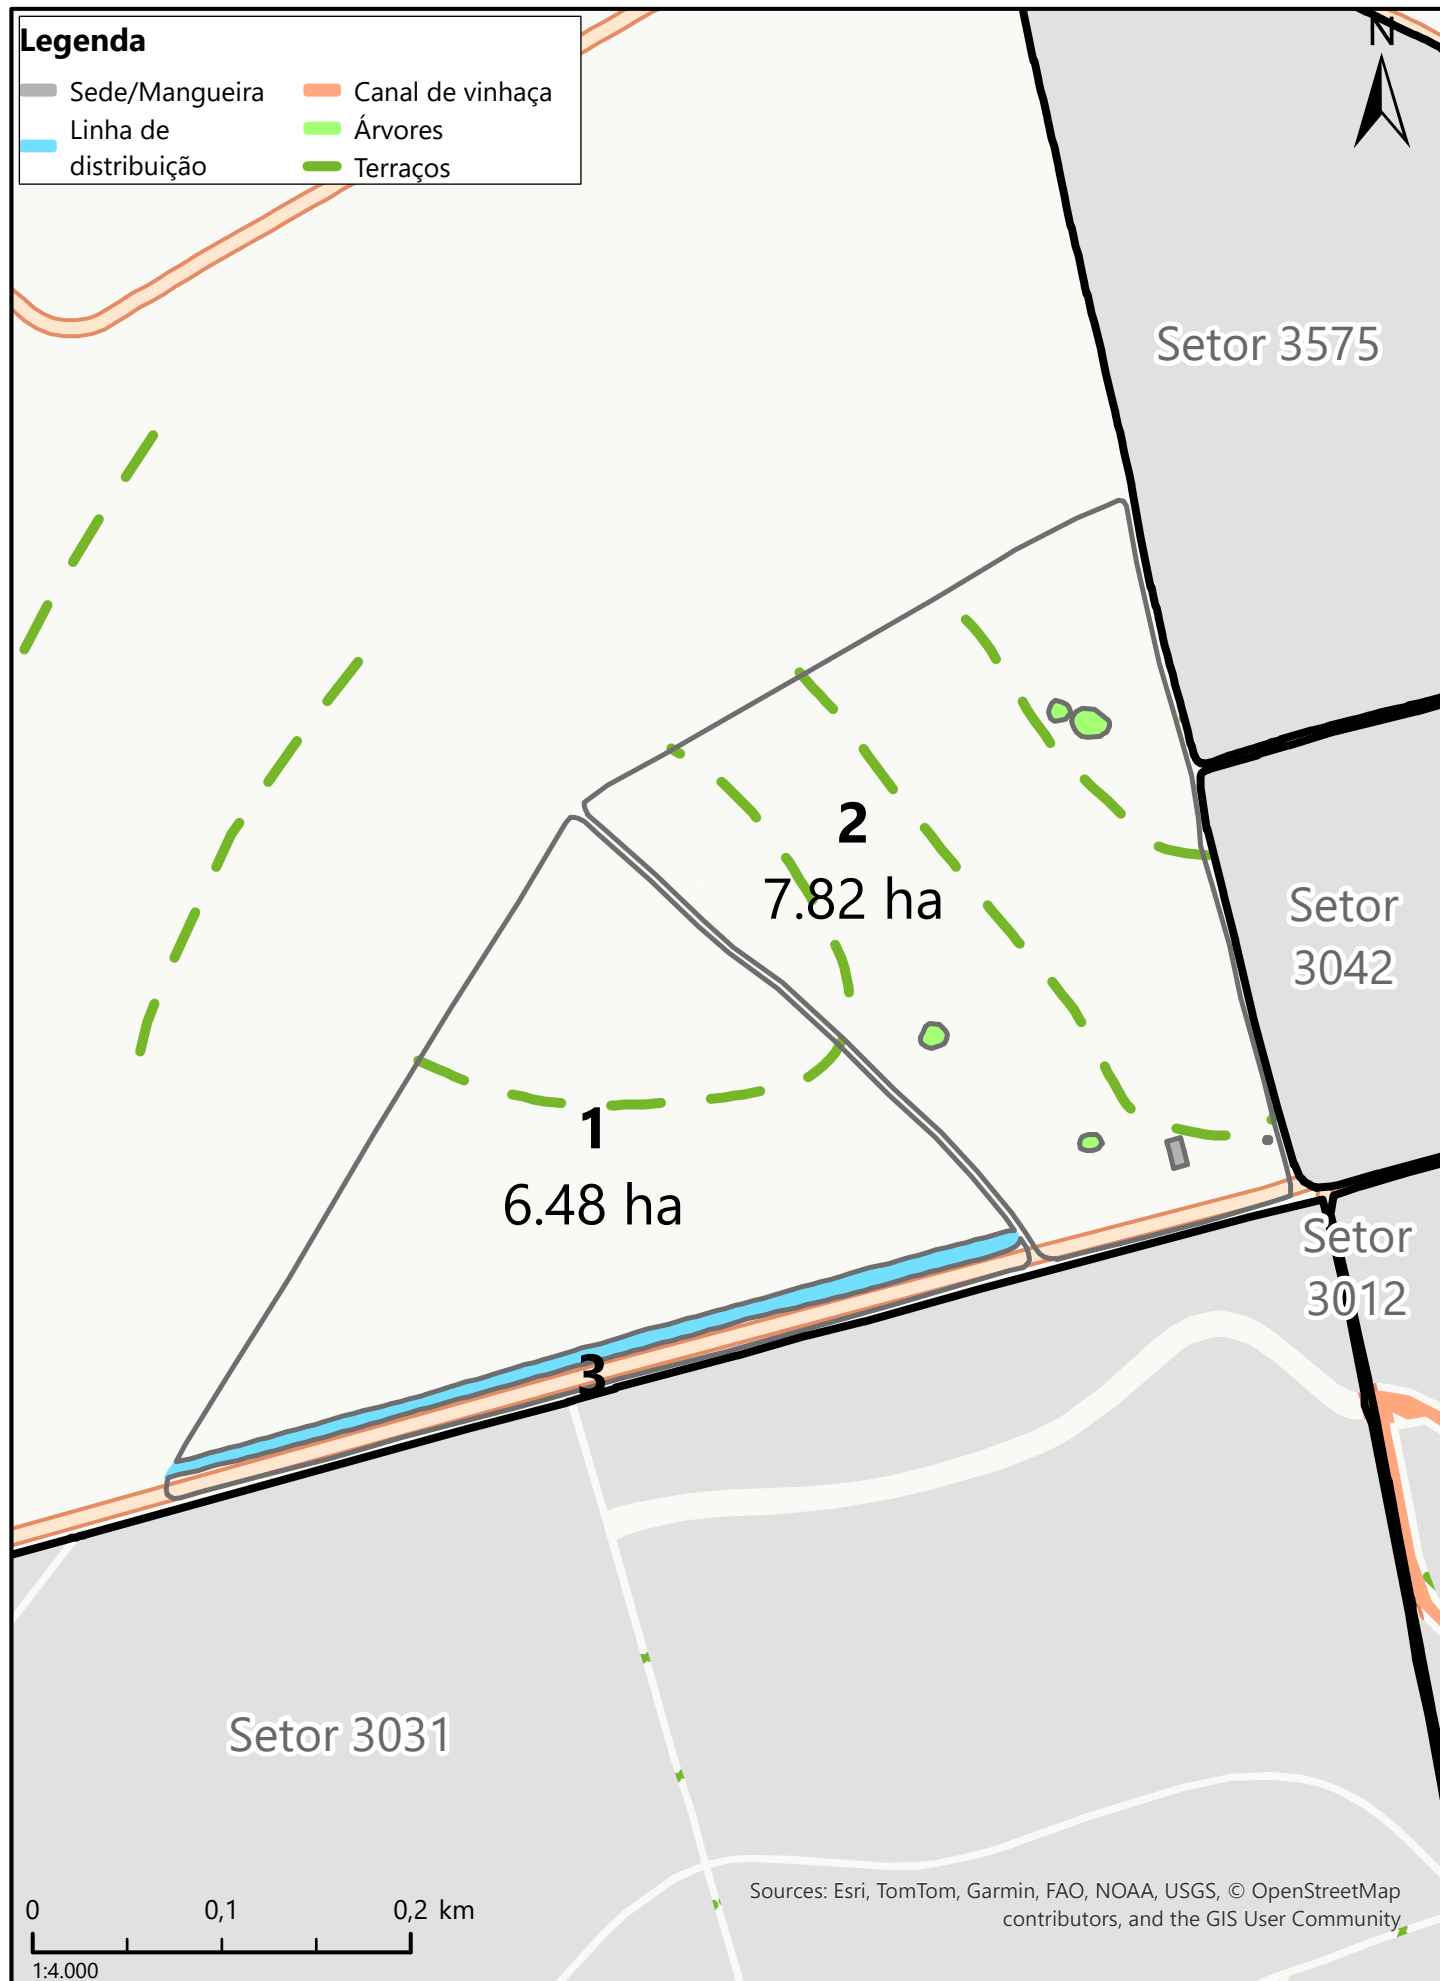 Legenda
Sede/Mangueira
Linha de
distribuição
Canal de vinhaça
Árvores
Terraços
N
Setor 3575
2
7.82 ha
Setor
3042
1
6.48 ha
Setor
3012
3
Setor 3031
Sources: Esri, TomTom, Garmin, FAO, NOAA, USGS, © OpenStreetMap
contributors, and the GIS User Community
0 0,1 0,2 km
1:4.000